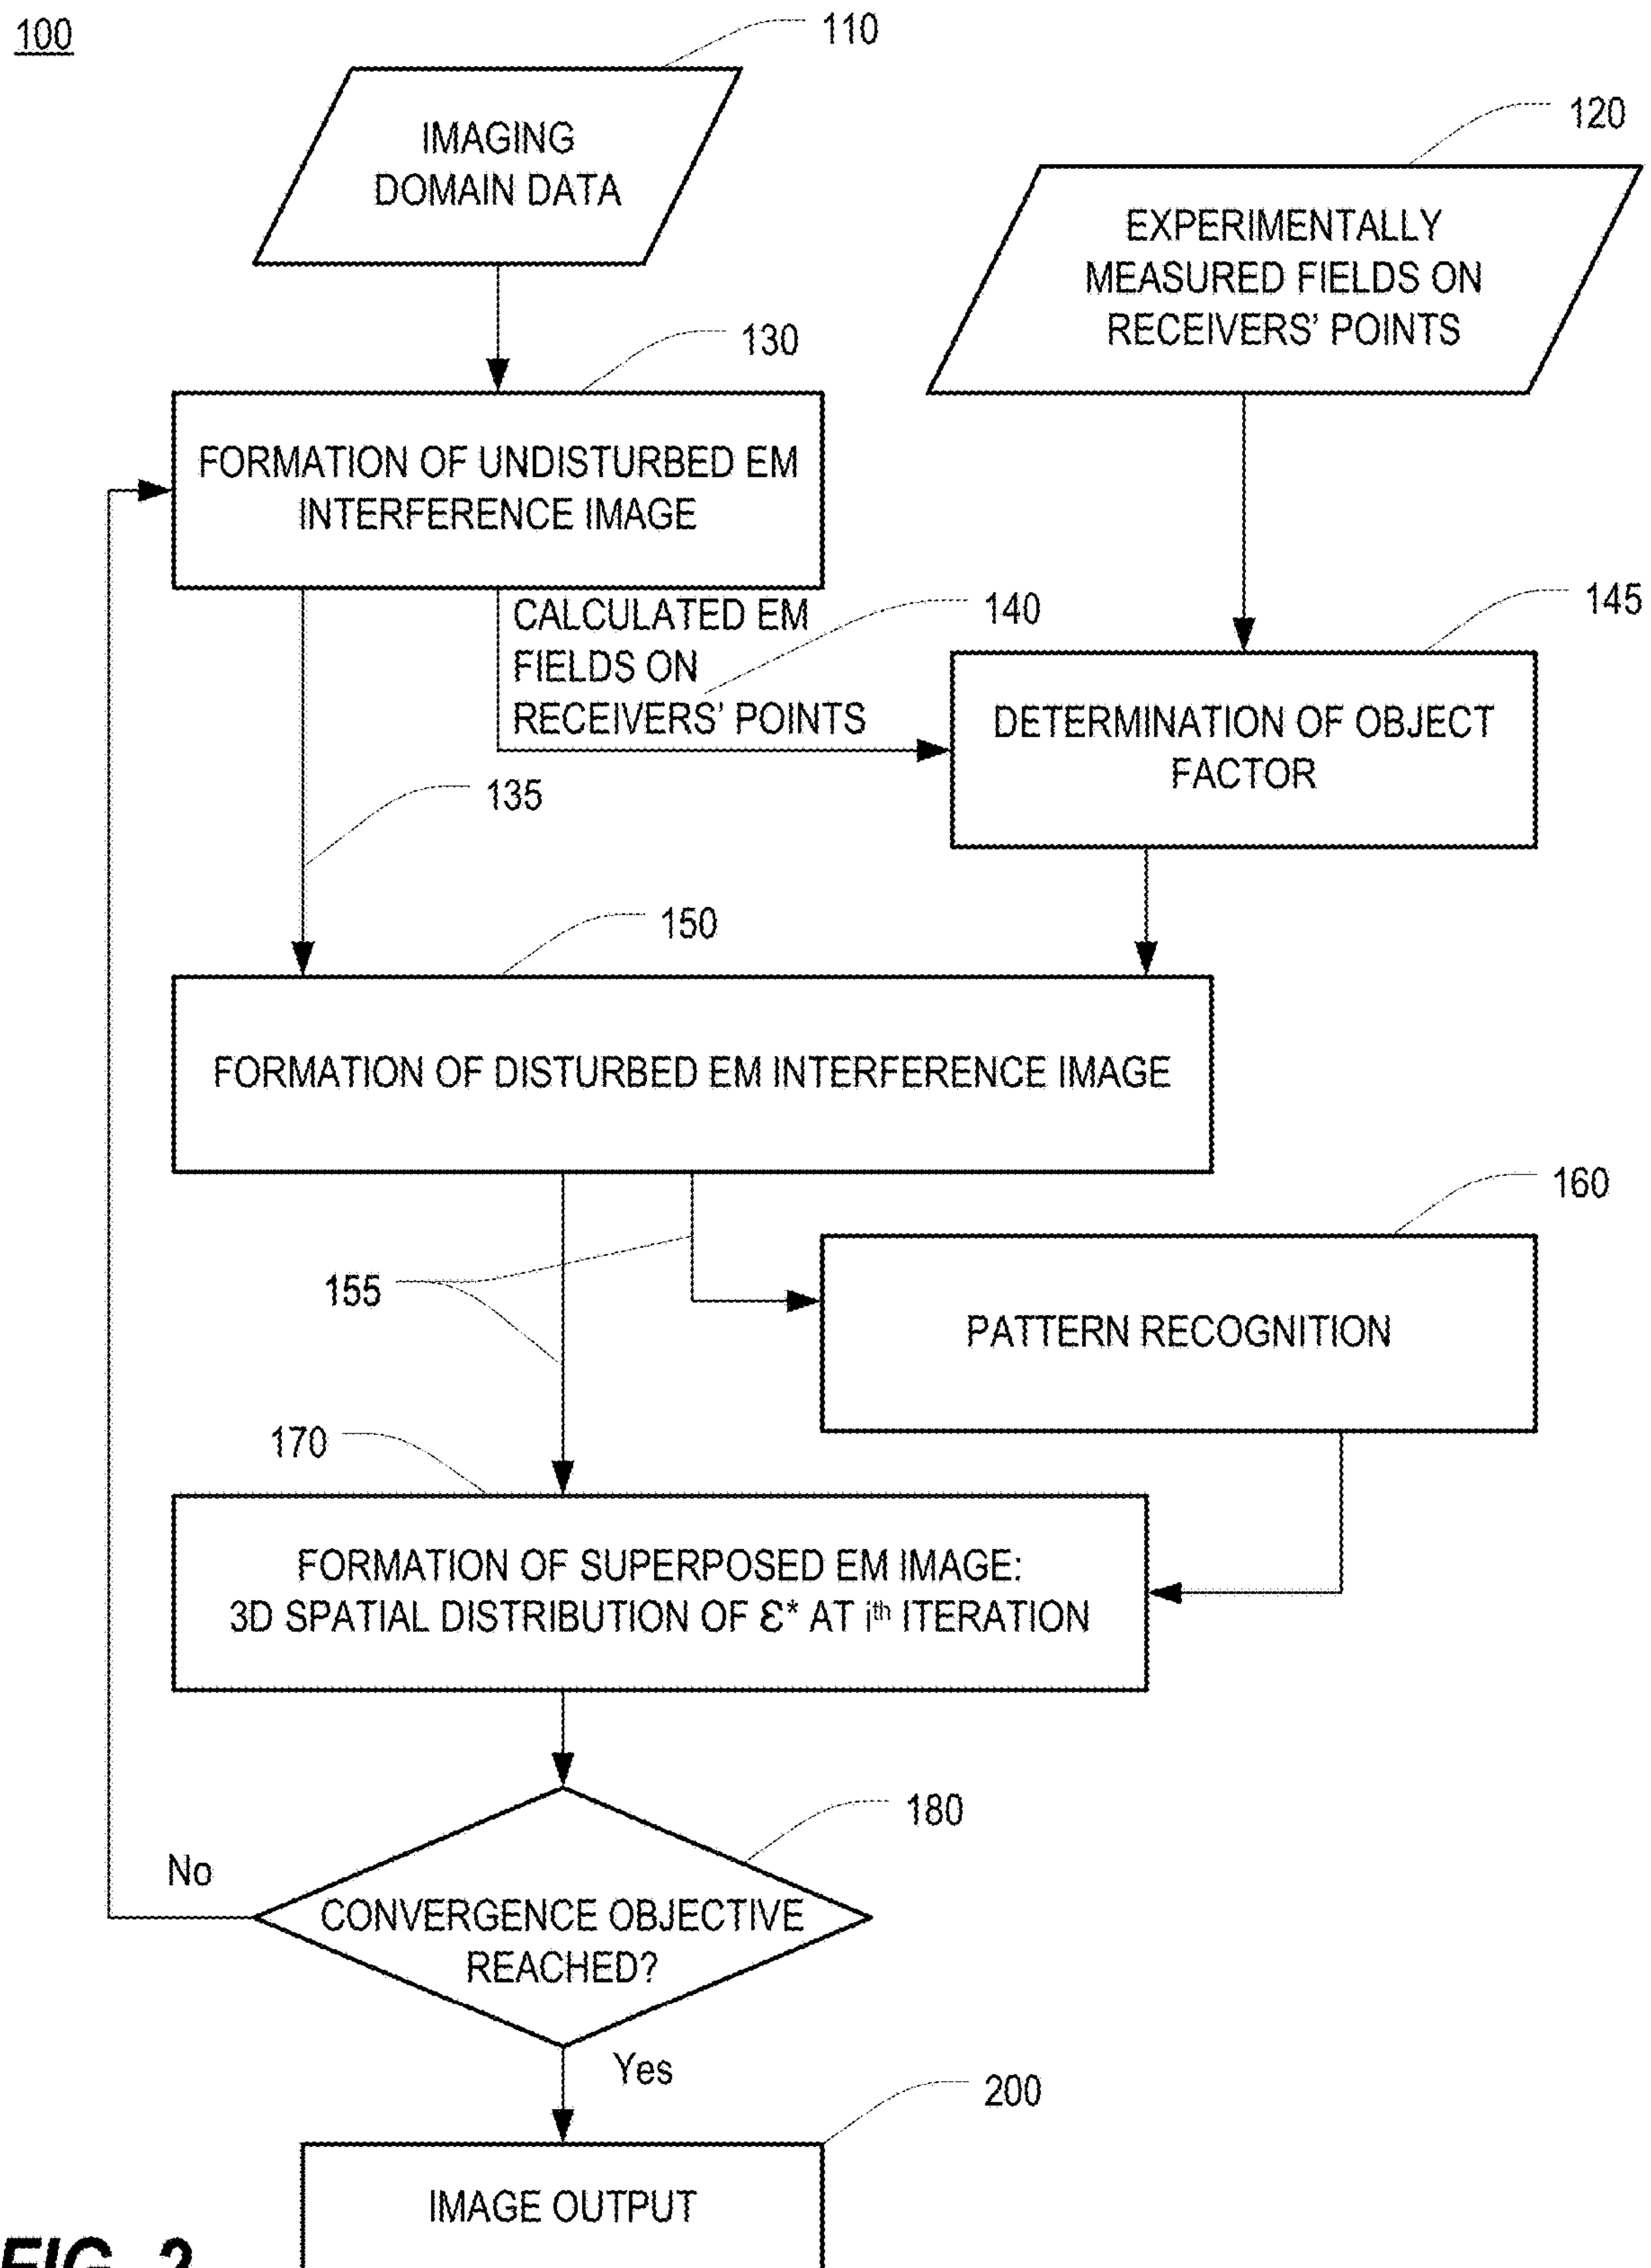 100
110
IMAGING
DOMAIN DATA
120
EXPERIMENTALLY
MEASURED FIELDS ON
RECEIVERS' POINTS
130
FORMATION OF UNDISTURBED EM
INTERFERENCE IMAGE
CALCULATED EM
FIELDS ON
RECEIVERS' POINTS
140
145
DETERMINATION OF OBJECT
FACTOR
135
150
FORMATION OF DISTURBED EM INTERFERENCE IMAGE
155
160
PATTERN RECOGNITION
170
FORMATION OF SUPERPOSED EM IMAGE:
3D SPATIAL DISTRIBUTION OF Ɛ* AT iᵗʰ ITERATION
180
CONVERGENCE OBJECTIVE
REACHED?
No
Yes
200
IMAGE OUTPUT
FIG. 2